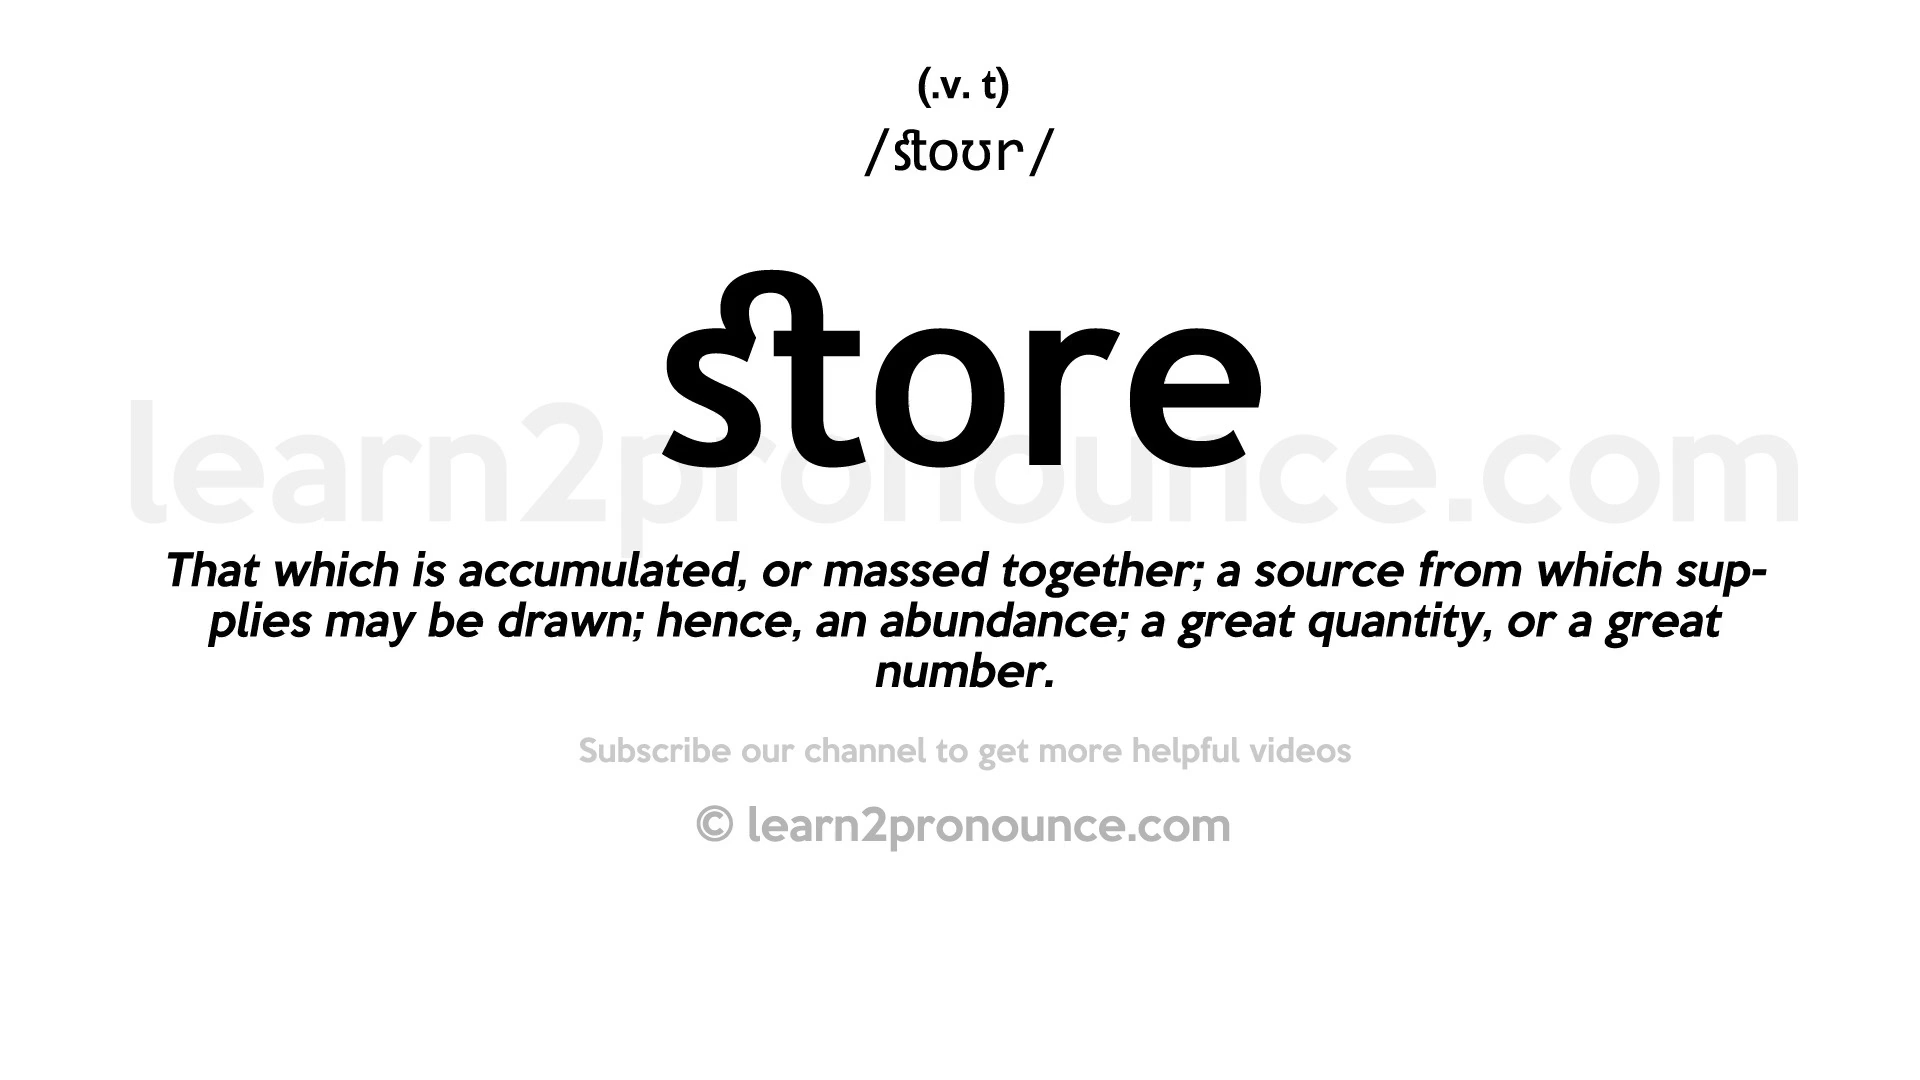 (.v. t)
/stoʊr/
store
learn2pronounce.com
That which is accumulated, or massed together; a source from which sup-
plies may be drawn; hence, an abundance; a great quantity, or a great
number.
Subscribe our channel to get more helpful videos
© learn2pronounce.com